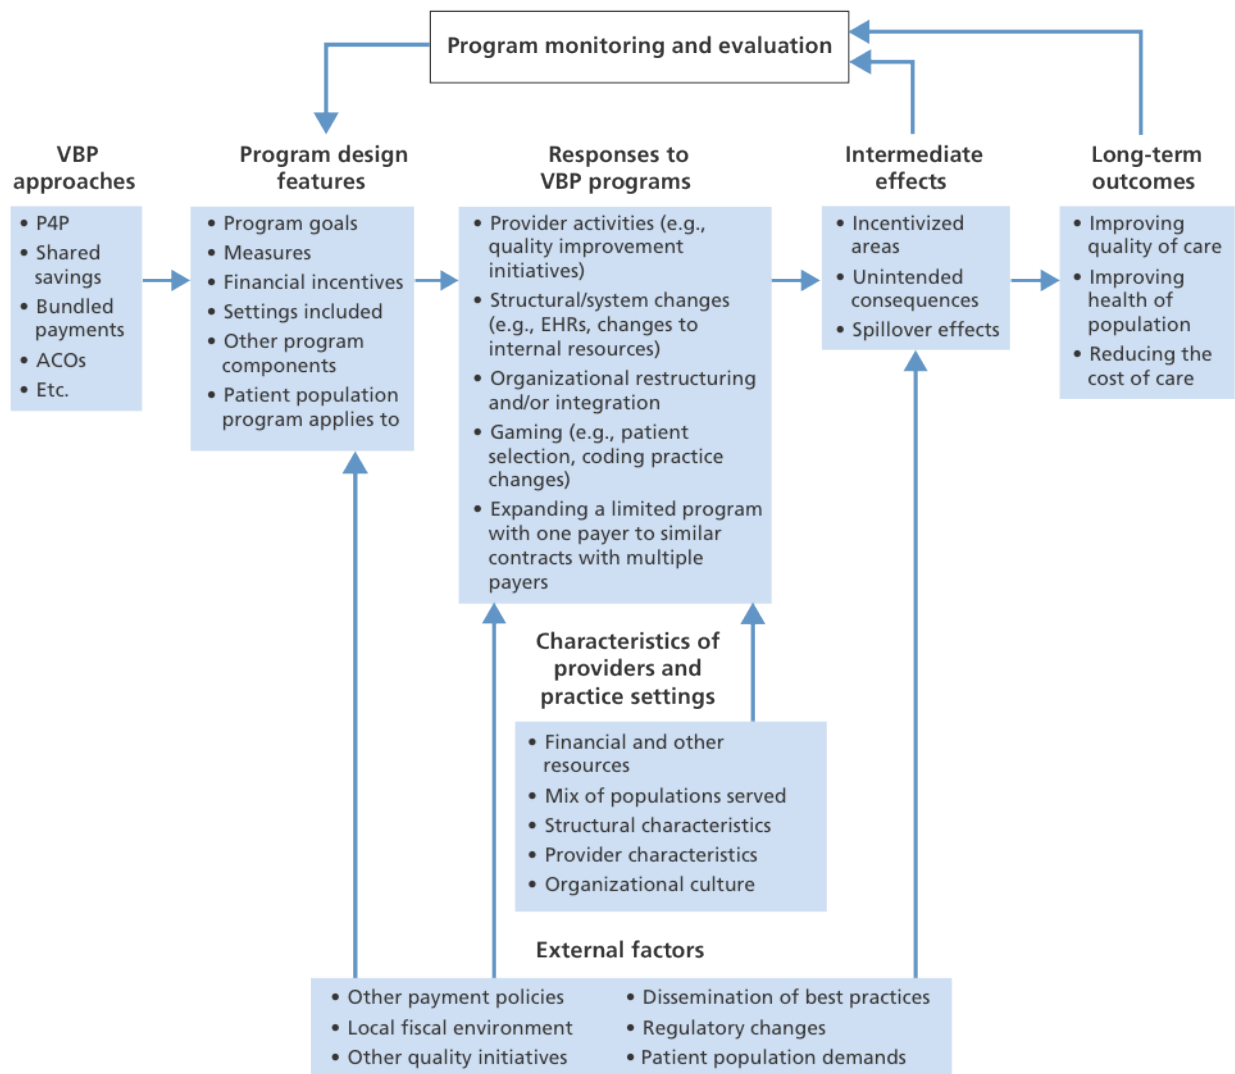 Program monitoring and evaluation
VBP
approaches
• P4P
• Shared
savings
• Bundled
payments
• ACOs
• Etc.
Program design
features
• Program goals
• Measures
• Financial incentives
• Settings included
• Other program
components
• Patient population
program applies to
Responses to
VBP programs
• Provider activities (e.g.,
quality improvement
initiatives)
• Structural/system changes
(e.g., EHRs, changes to
internal resources)
• Organizational restructuring
and/or integration
• Gaming (e.g., patient
selection, coding practice
changes)
• Expanding a limited program
with one payer to similar
contracts with multiple
payers
Intermediate
effects
• Incentivized
areas
• Unintended
consequences
• Spillover effects
Long-term
outcomes
• Improving
quality of care
• Improving
health of
population
• Reducing the
cost of care
Characteristics of
providers and
practice settings
• Financial and other
resources
• Mix of populations served
• Structural characteristics
• Provider characteristics
• Organizational culture
External factors
• Other payment policies
• Local fiscal environment
• Other quality initiatives
• Dissemination of best practices
• Regulatory changes
• Patient population demands